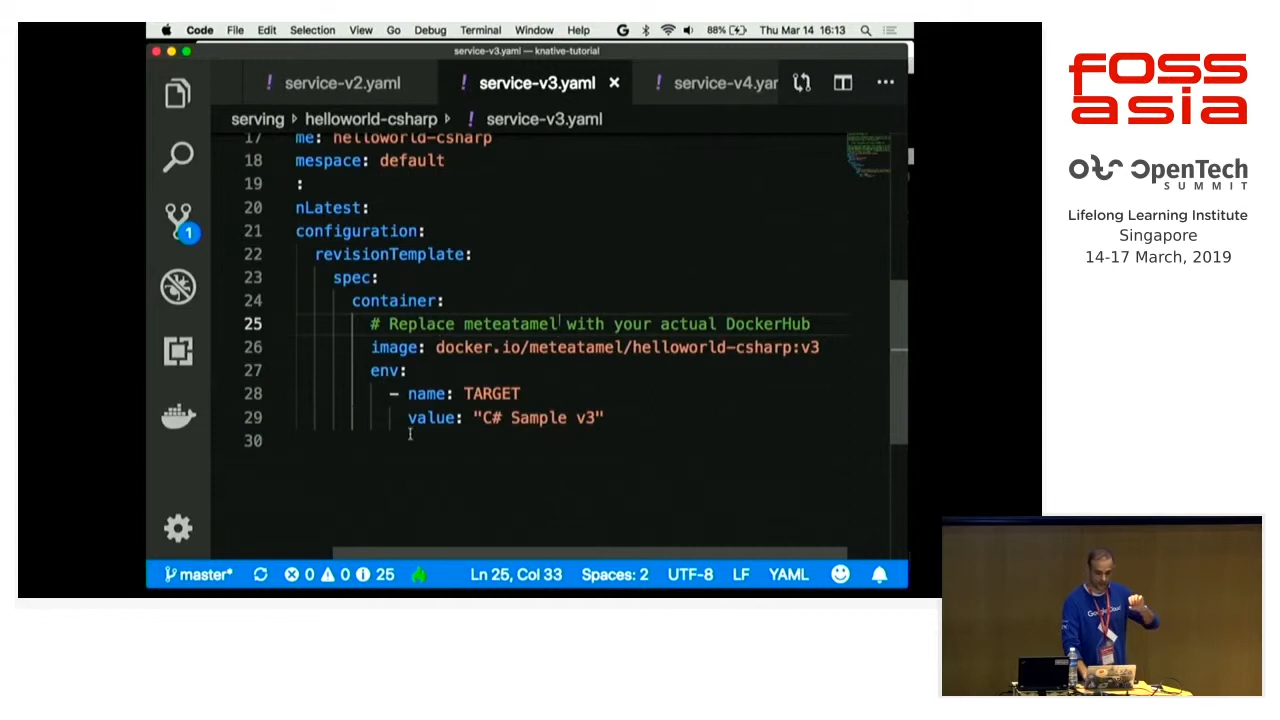 Code File Edit Selection View Go Debug Terminal Window Help G 88% Thu Mar 14 16:13
service-v3.yaml — knative-tutorial
! service-v2.yaml ! service-v3.yaml × ! service-v4.yar ...
serving helloworld-csharp ! service-v3.yaml
17 me: helloworld-csharp
18 mespace: default
19 :
20 nLatest:
21 configuration:
22 revisionTemplate:
23 spec:
24 container:
25 # Replace meteatamel with your actual DockerHub
26 image: docker.io/meteatamel/helloworld-csharp:v3
27 env:
28 - name: TARGET
29 value: "C# Sample v3"
30
1
master* 0 0 25 Ln 25, Col 33 Spaces: 2 UTF-8 LF YAML
FOSS
ASIA
OpenTech
SUMMIT
Lifelong Learning Institute
Singapore
14-17 March, 2019
Google Cloud